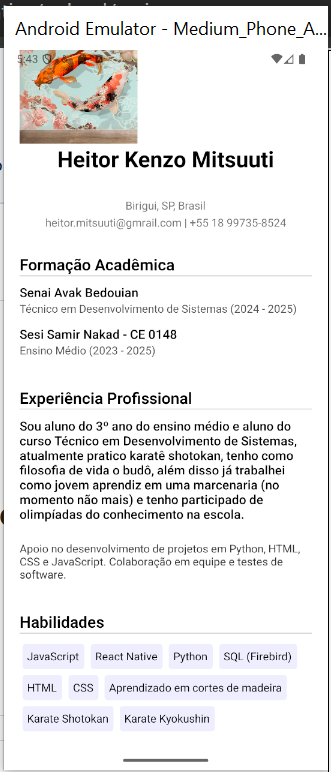 Android Emulator - Medium_Phone_A...
5:43
Heitor Kenzo Mitsuuti
Birigui, SP, Brasil
heitor.mitsuuti@gmrail.com | +55 18 99735-8524
Formação Acadêmica
Senai Avak Bedouian
Técnico em Desenvolvimento de Sistemas (2024 - 2025)
Sesi Samir Nakad - CE 0148
Ensino Médio (2023 - 2025)
Experiência Profissional
Sou aluno do 3º ano do ensino médio e aluno do
curso Técnico em Desenvolvimento de Sistemas,
atualmente pratico karatê shotokan, tenho como
filosofia de vida o budô, além disso já trabalhei
como jovem aprendiz em uma marcenaria (no
momento não mais) e tenho participado de
olimpíadas do conhecimento na escola.
Apoio no desenvolvimento de projetos em Python, HTML,
CSS e JavaScript. Colaboração em equipe e testes de
software.
Habilidades
JavaScript React Native Python SQL (Firebird)
HTML CSS Aprendizado em cortes de madeira
Karate Shotokan Karate Kyokushin